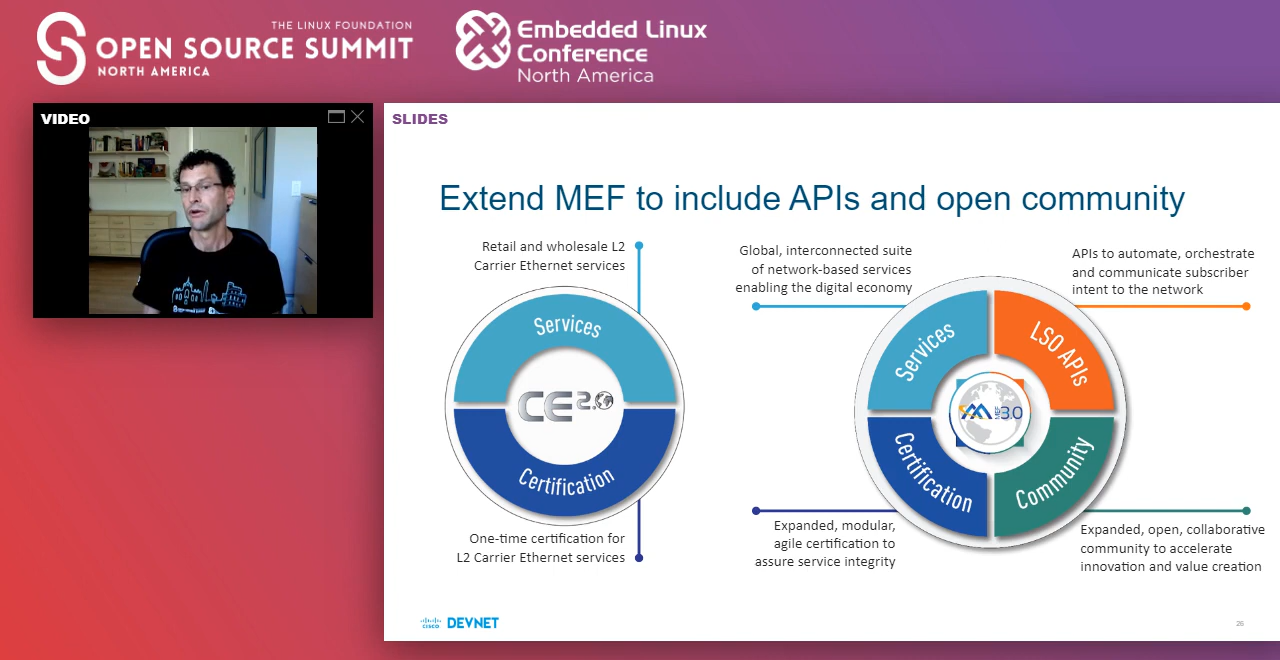 THE LINUX FOUNDATION
OPEN SOURCE SUMMIT
NORTH AMERICA
Embedded Linux
Conference
North America
VIDEO
SLIDES
Extend MEF to include APIs and open community
Retail and wholesale L2
Carrier Ethernet services
Services
CE 2.0
Certification
One-time certification for
L2 Carrier Ethernet services
Global, interconnected suite
of network-based services
enabling the digital economy
APIs to automate, orchestrate
and communicate subscriber
intent to the network
Services
LSO APIs
MEF 3.0
Certification
Community
Expanded, modular,
agile certification to
assure service integrity
Expanded, open, collaborative
community to accelerate
innovation and value creation
CISCO DEVNET
26